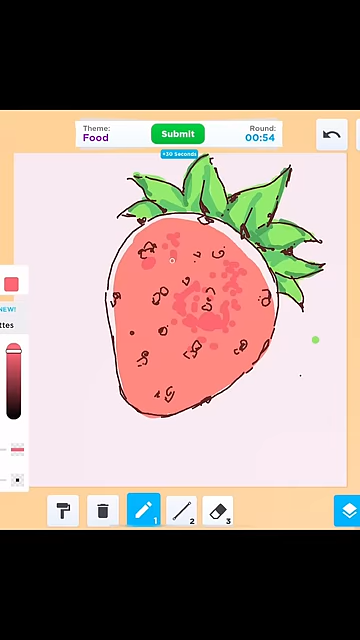 Theme:
Food
Submit
Round:
00:54
+30 Seconds
NEW!
ttes
1
2
3